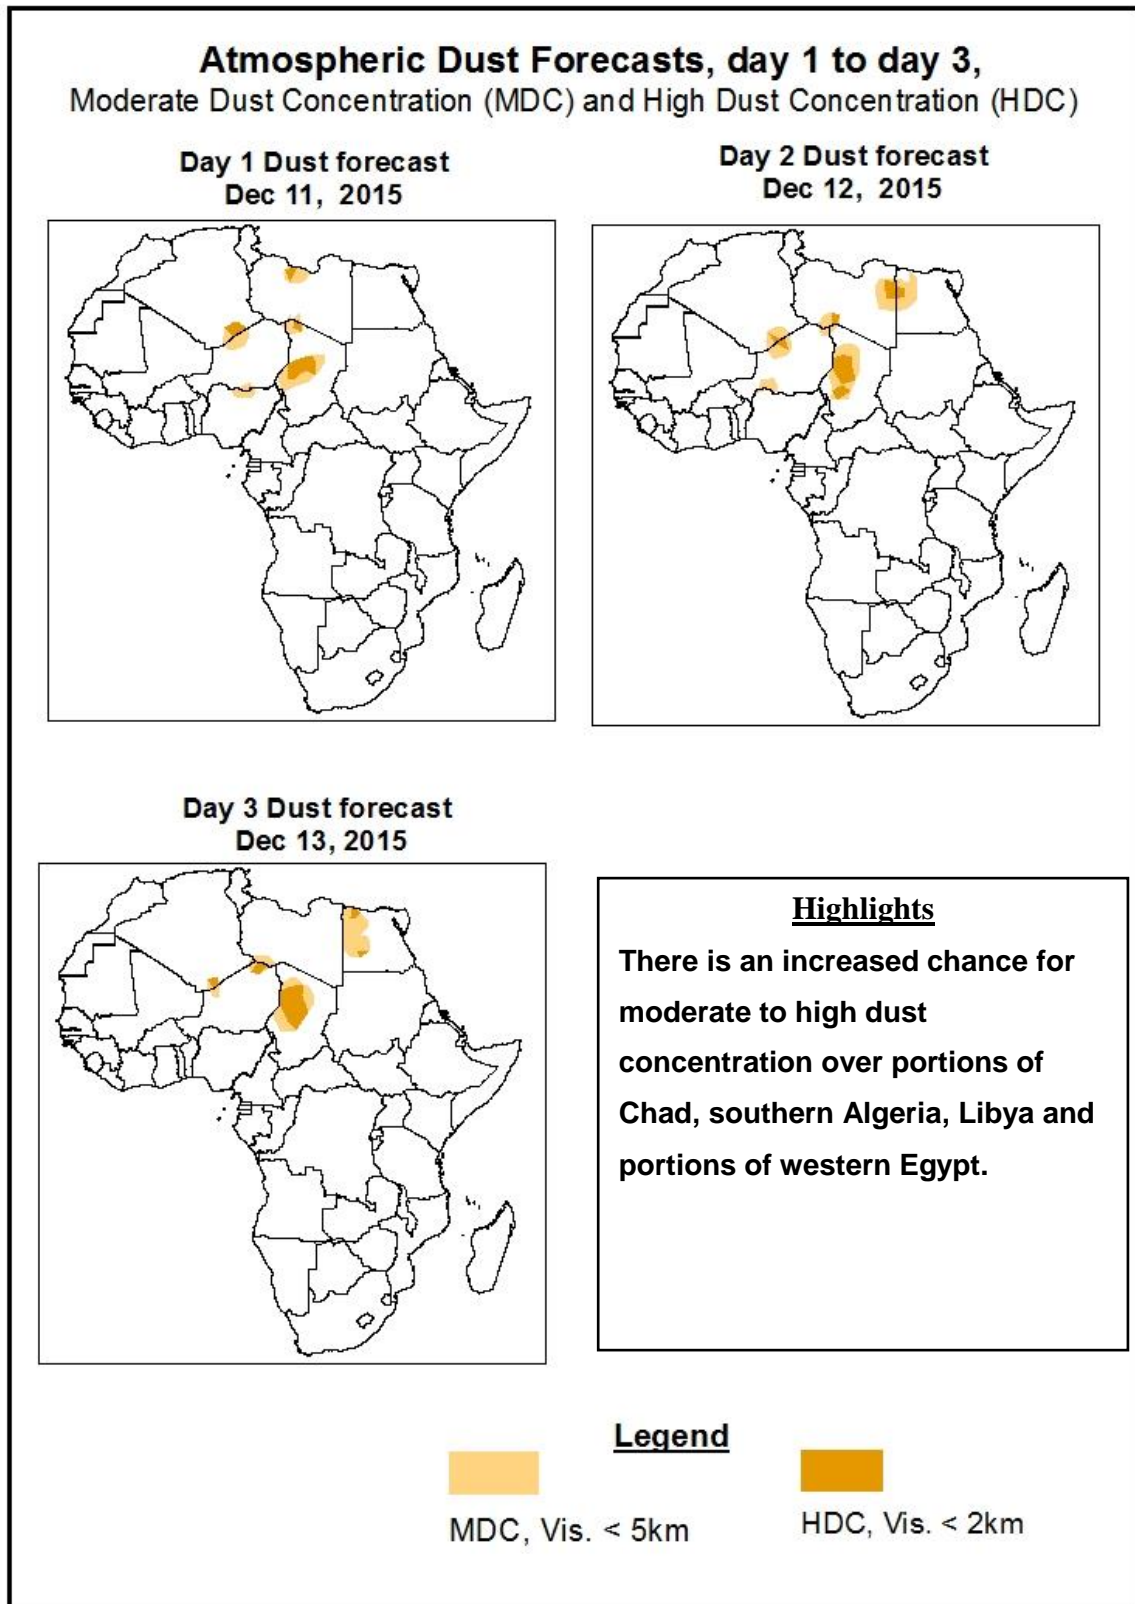 Atmospheric Dust Forecasts, day 1 to day 3,
Moderate Dust Concentration (MDC) and High Dust Concentration (HDC)
Day 1 Dust forecast
Dec 11, 2015
Day 2 Dust forecast
Dec 12, 2015
Day 3 Dust forecast
Dec 13, 2015
Highlights
There is an increased chance for
moderate to high dust
concentration over portions of
Chad, southern Algeria, Libya and
portions of western Egypt.
Legend
MDC, Vis. < 5km
HDC, Vis. < 2km